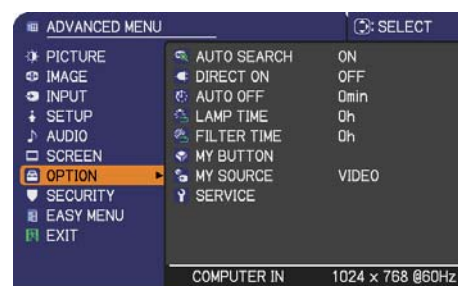 ADVANCED MENU
: SELECT
PICTURE
IMAGE
INPUT
SETUP
AUDIO
SCREEN
OPTION
SECURITY
EASY MENU
EXIT
AUTO SEARCH ON
DIRECT ON OFF
AUTO OFF 0min
LAMP TIME 0h
FILTER TIME 0h
MY BUTTON
MY SOURCE VIDEO
SERVICE
COMPUTER IN 1024 x 768 @60Hz